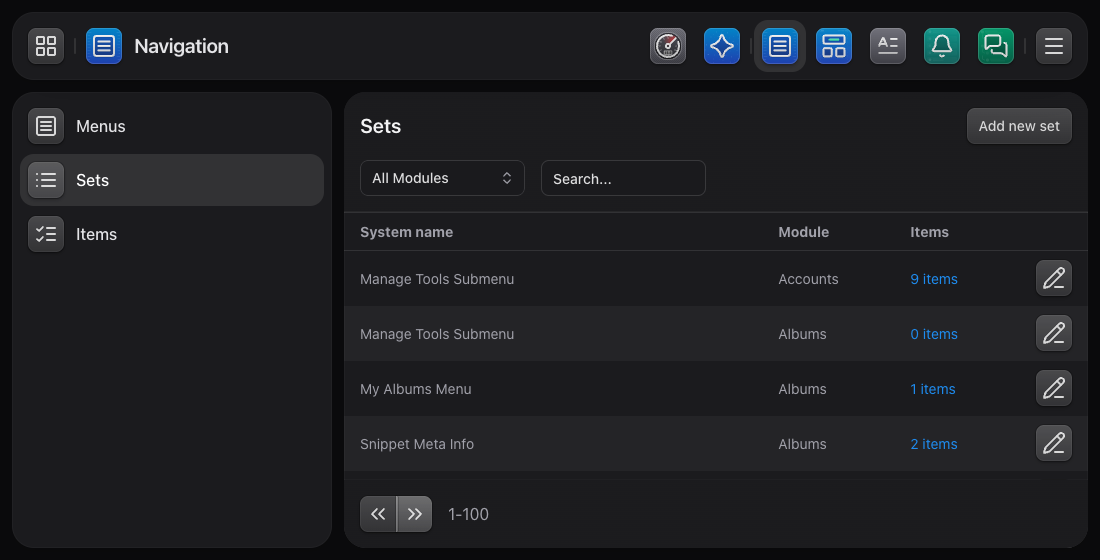 Navigation
Menus
Sets
Items
Sets
Add new set
All Modules
Search...
System name Module Items
Manage Tools Submenu Accounts 9 items
Manage Tools Submenu Albums 0 items
My Albums Menu Albums 1 items
Snippet Meta Info Albums 2 items
1-100